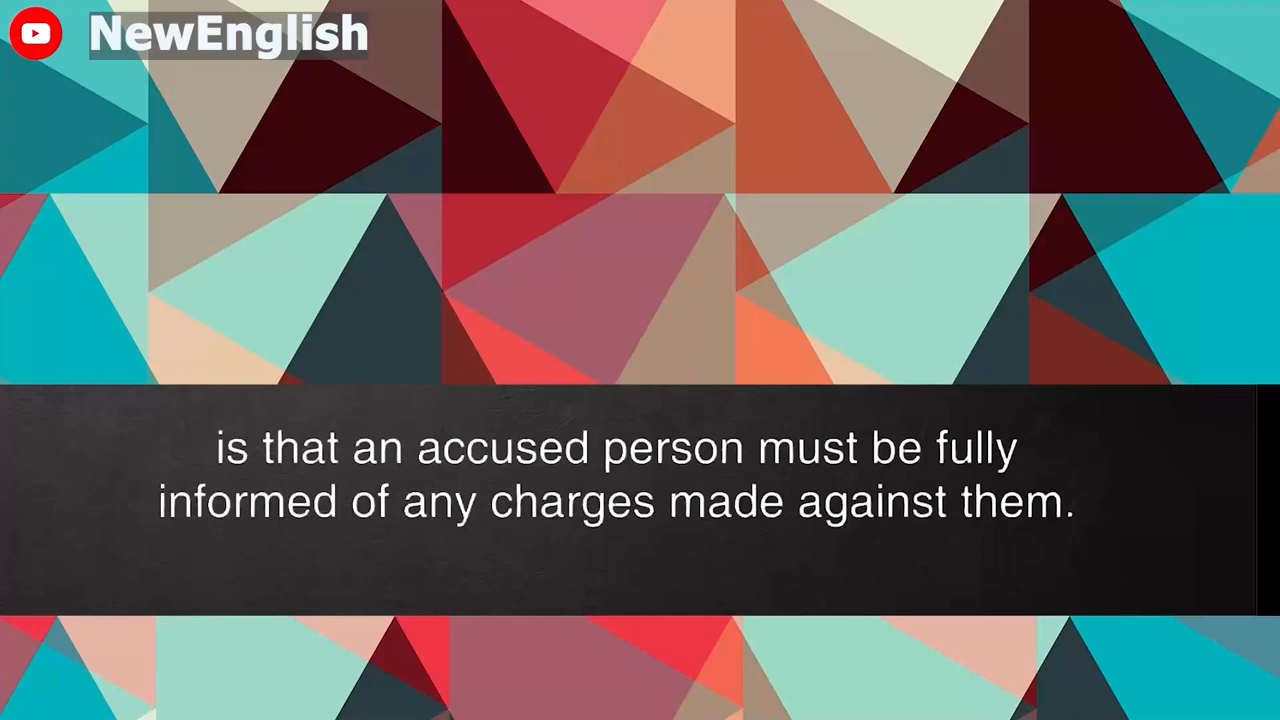 NewEnglish
is that an accused person must be fully
informed of any charges made against them.